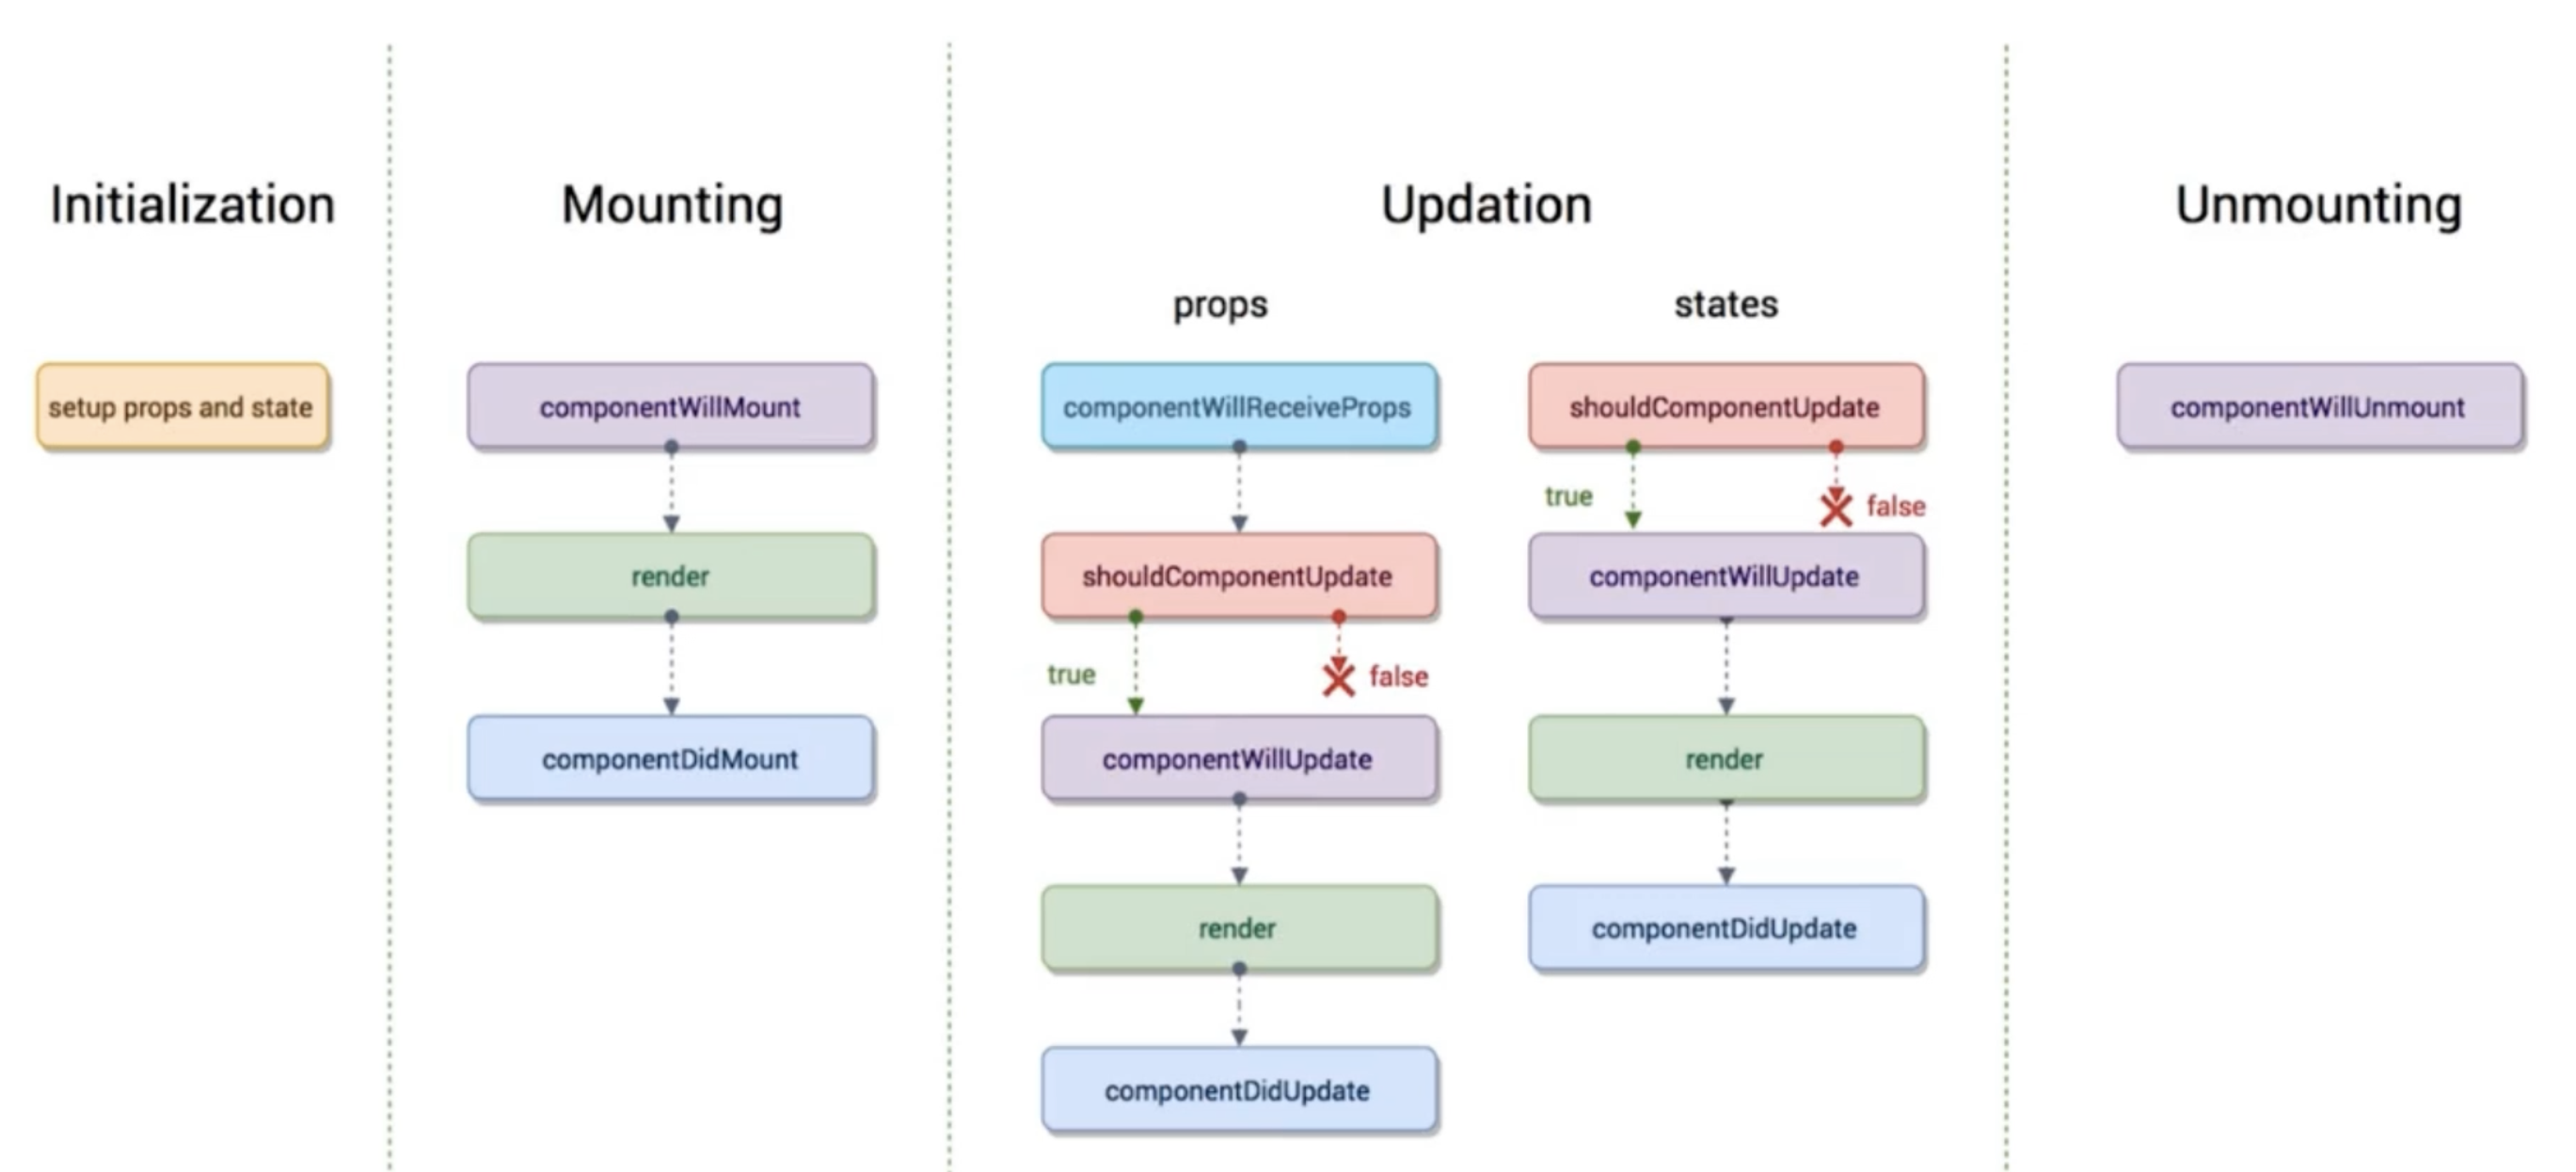 Initialization
setup props and state
Mounting
componentWillMount
render
componentDidMount
Updation
props
componentWillReceiveProps
shouldComponentUpdate
true
false
componentWillUpdate
render
componentDidUpdate
states
shouldComponentUpdate
true
false
componentWillUpdate
render
componentDidUpdate
Unmounting
componentWillUnmount